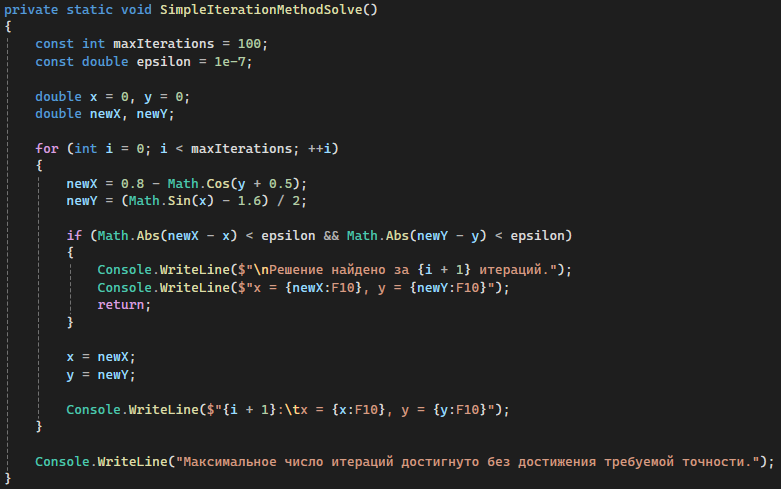 private static void SimpleIterationMethodSolve()
{
    const int maxIterations = 100;
    const double epsilon = 1e-7;

    double x = 0, y = 0;
    double newX, newY;

    for (int i = 0; i < maxIterations; ++i)
    {
        newX = 0.8 - Math.Cos(y + 0.5);
        newY = (Math.Sin(x) - 1.6) / 2;

        if (Math.Abs(newX - x) < epsilon && Math.Abs(newY - y) < epsilon)
        {
            Console.WriteLine($"\nРешение найдено за {i + 1} итераций.");
            Console.WriteLine($"x = {newX:F10}, y = {newY:F10}");
            return;
        }

        x = newX;
        y = newY;

        Console.WriteLine($"{i + 1}:\tx = {x:F10}, y = {y:F10}");
    }

    Console.WriteLine("Максимальное число итераций достигнуто без достижения требуемой точности.");
}